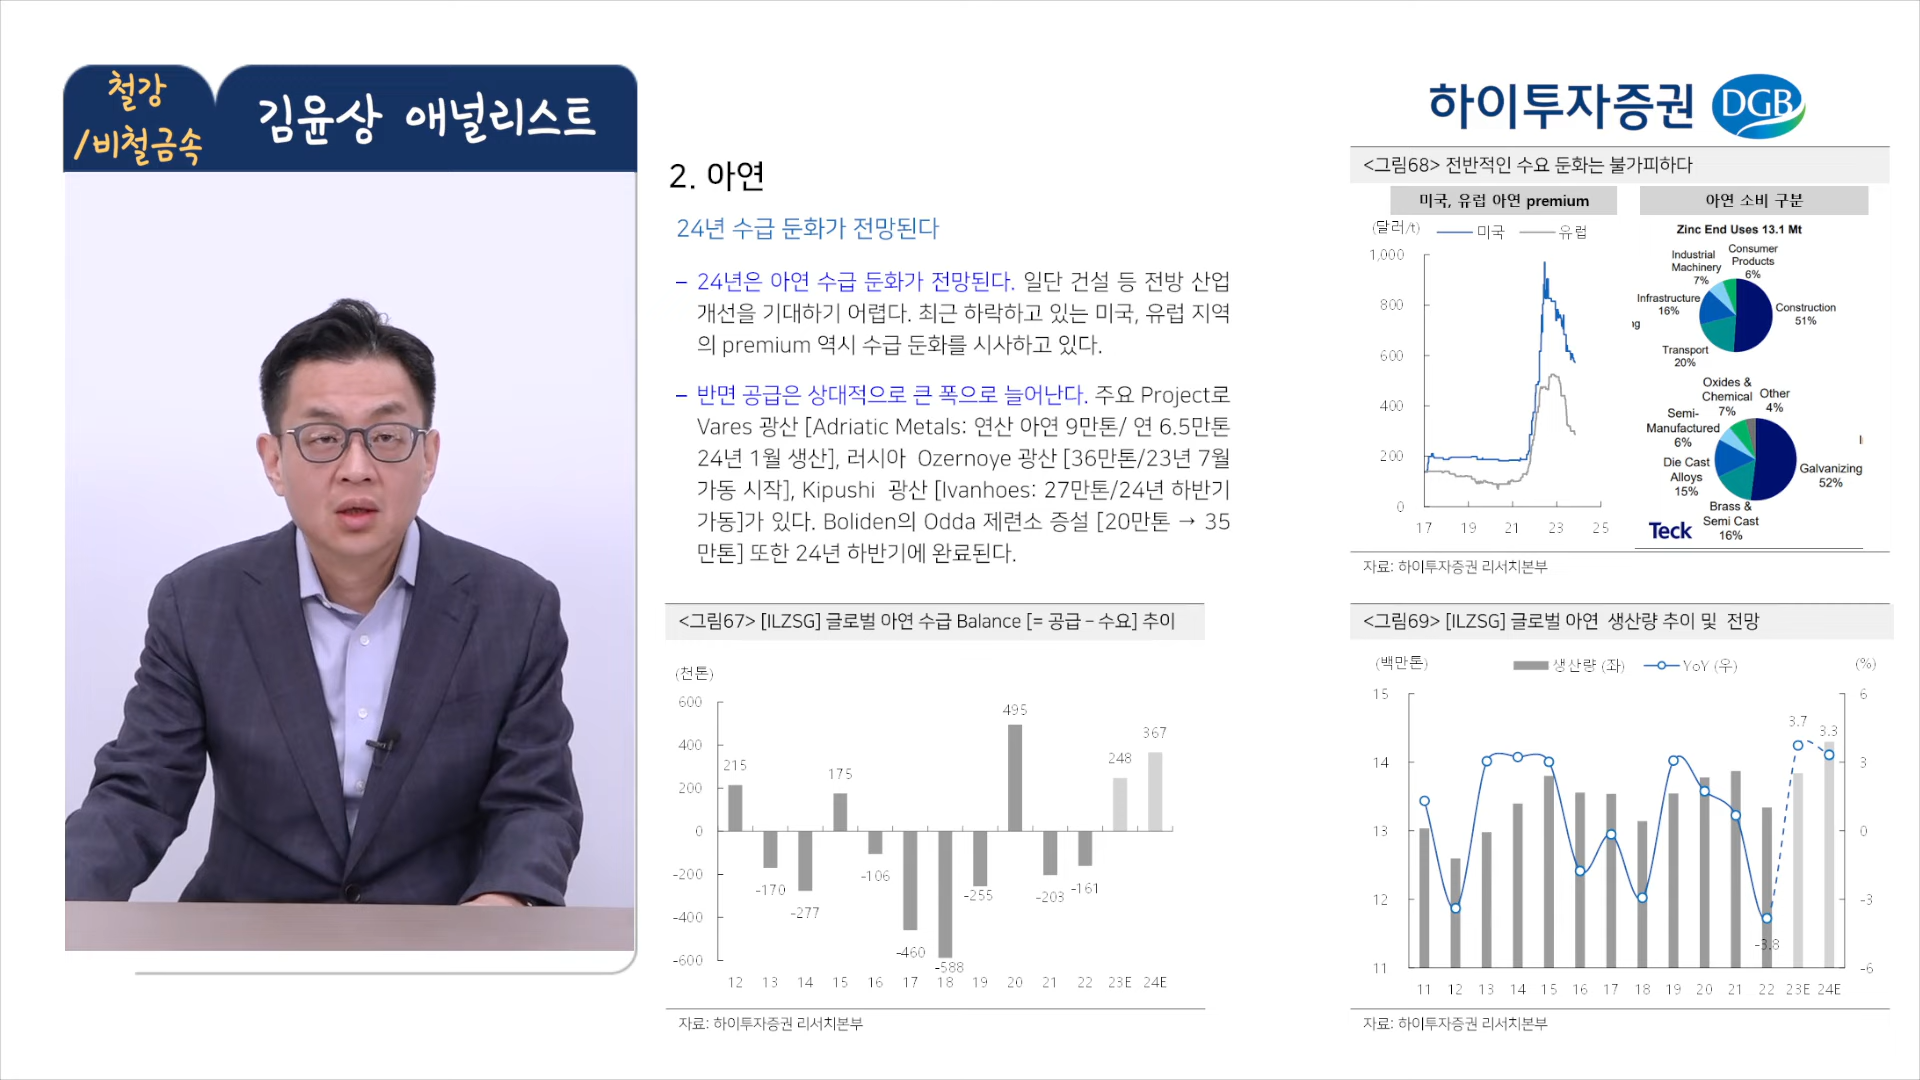 철강
/비철금속
김윤상 애널리스트
하이투자증권 DGB
2. 아연
24년 수급 둔화가 전망된다
– 24년은 아연 수급 둔화가 전망된다. 일단 건설 등 전방 산업
개선을 기대하기 어렵다. 최근 하락하고 있는 미국, 유럽 지역
의 premium 역시 수급 둔화를 시사하고 있다.
– 반면 공급은 상대적으로 큰 폭으로 늘어난다. 주요 Project로
Vares 광산 [Adriatic Metals: 연산 아연 9만톤/ 연 6.5만톤
24년 1월 생산], 러시아 Ozernoye 광산 [36만톤/23년 7월
가동 시작], Kipushi 광산 [Ivanhoes: 27만톤/24년 하반기
가동]가 있다. Boliden의 Odda 제련소 증설 [20만톤 → 35
만톤] 또한 24년 하반기에 완료된다.
<그림67> [ILZSG] 글로벌 아연 수급 Balance [= 공급 – 수요] 추이
(천톤)
600
400
200
0
-200
-400
-600
215
-170
-277
175
-106
-460
-588
-255
495
-203
-161
248
367
12 13 14 15 16 17 18 19 20 21 22 23E 24E
자료: 하이투자증권 리서치본부
<그림68> 전반적인 수요 둔화는 불가피하다
미국, 유럽 아연 premium
(달러/t)
미국 유럽
1,000
800
600
400
200
0
17 19 21 23 25
아연 소비 구분
Zinc End Uses 13.1 Mt
Consumer
Products
6%
Industrial
Machinery
7%
Infrastructure
16%
Construction
51%
Transport
20%
Oxides &
Chemical
7%
Other
4%
Semi-
Manufactured
6%
Die Cast
Alloys
15%
Galvanizing
52%
Brass &
Semi Cast
16%
Teck
자료: 하이투자증권 리서치본부
<그림69> [ILZSG] 글로벌 아연 생산량 추이 및 전망
(백만톤)
생산량 (좌) YoY (우)
(%)
15
14
13
12
11
6
3
0
-3
-6
3.7
3.3
-3.8
11 12 13 14 15 16 17 18 19 20 21 22 23E 24E
자료: 하이투자증권 리서치본부